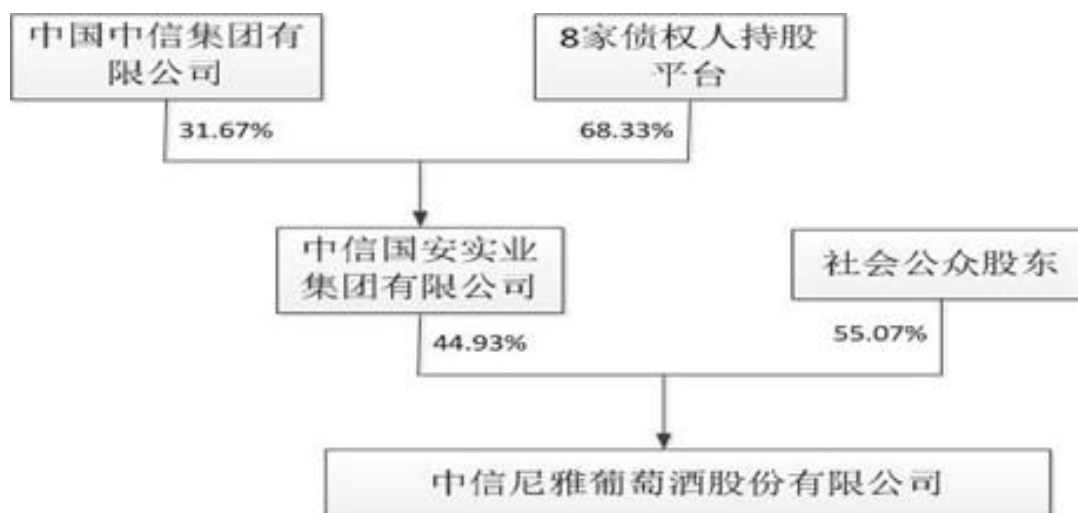 中国中信集团有
限公司
8家债权人持股
平台
31.67%
68.33%
中信国安实业
集团有限公司
社会公众股东
44.93%
55.07%
中信尼雅葡萄酒股份有限公司